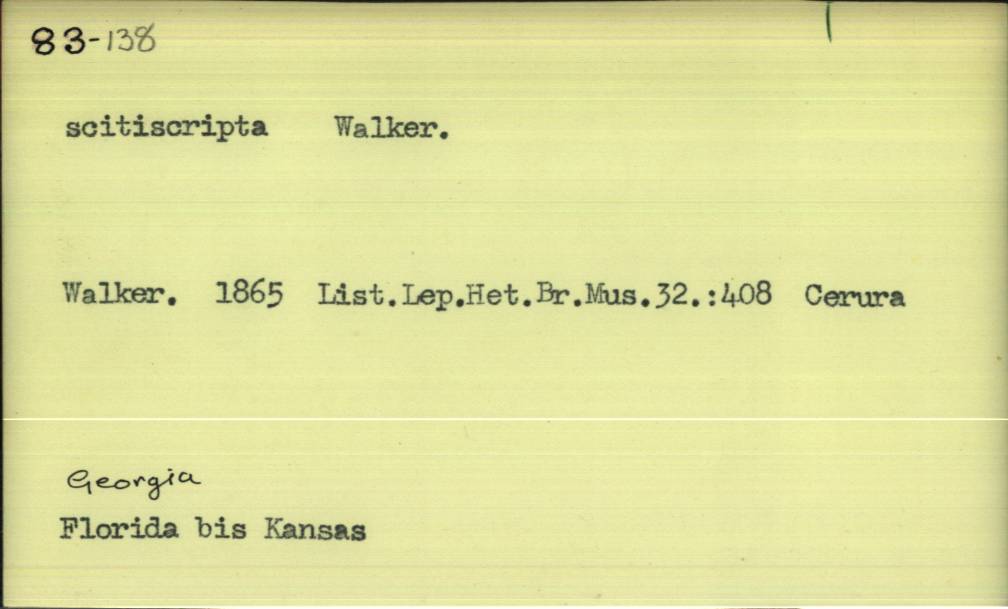 83-138
scitiscripta Walker.
Walker. 1865 List.Lep.Het.Br.Mus.32.:408 Cerura
Georgia
Florida bis Kansas